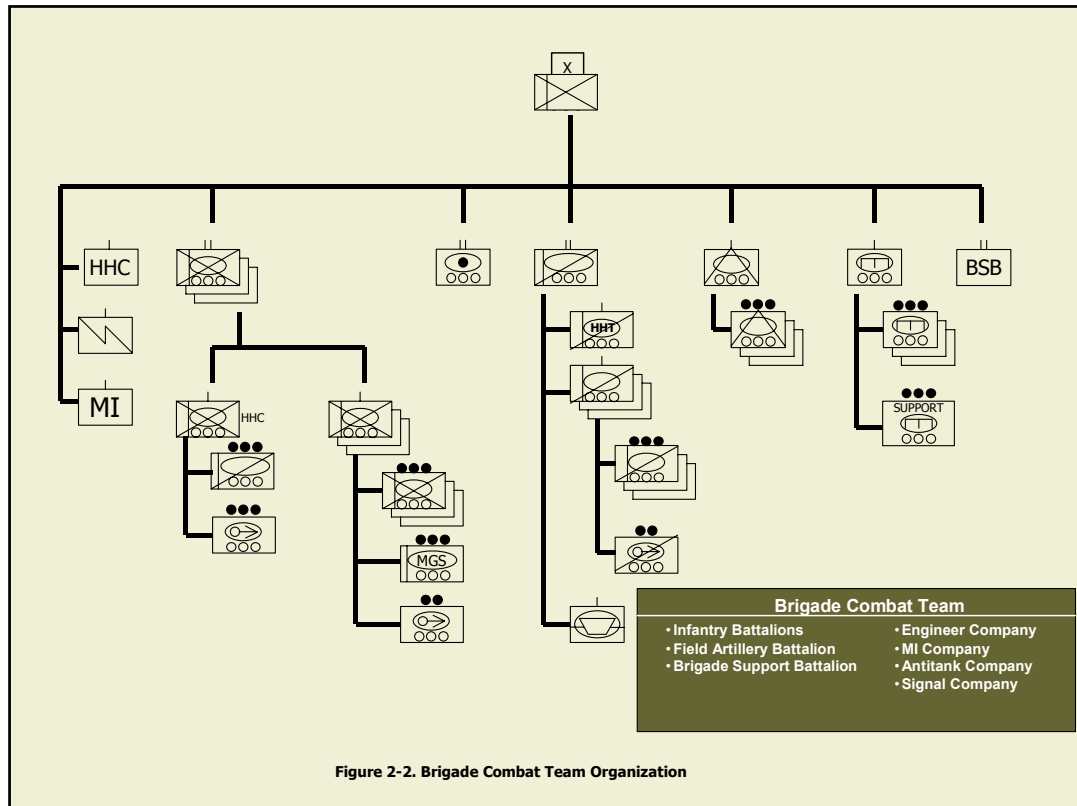 X
HHC
BSB
HHT
MI
HHC
SUPPORT
MGS
Brigade Combat Team
• Infantry Battalions
• Field Artillery Battalion
• Brigade Support Battalion
• Engineer Company
• MI Company
• Antitank Company
• Signal Company
Figure 2-2. Brigade Combat Team Organization